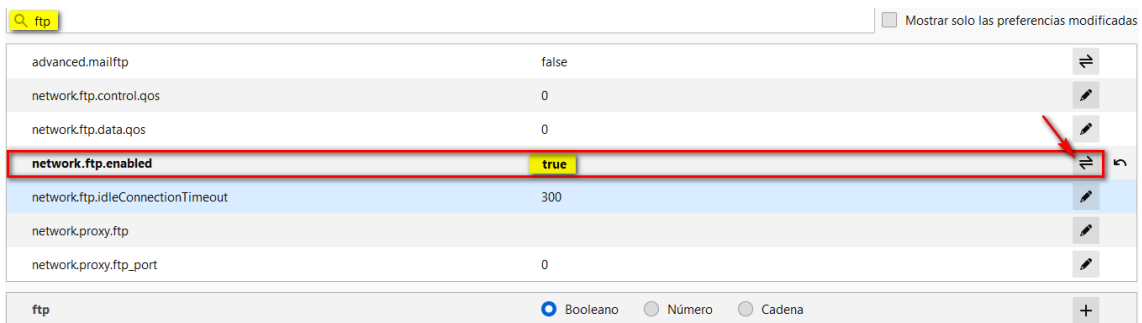 ftp Mostrar solo las preferencias modificadas
advanced.mailftp false
network.ftp.control.qos 0
network.ftp.data.qos 0
network.ftp.enabled true
network.ftp.idleConnectionTimeout 300
network.proxy.ftp
network.proxy.ftp_port 0
ftp Booleano Número Cadena